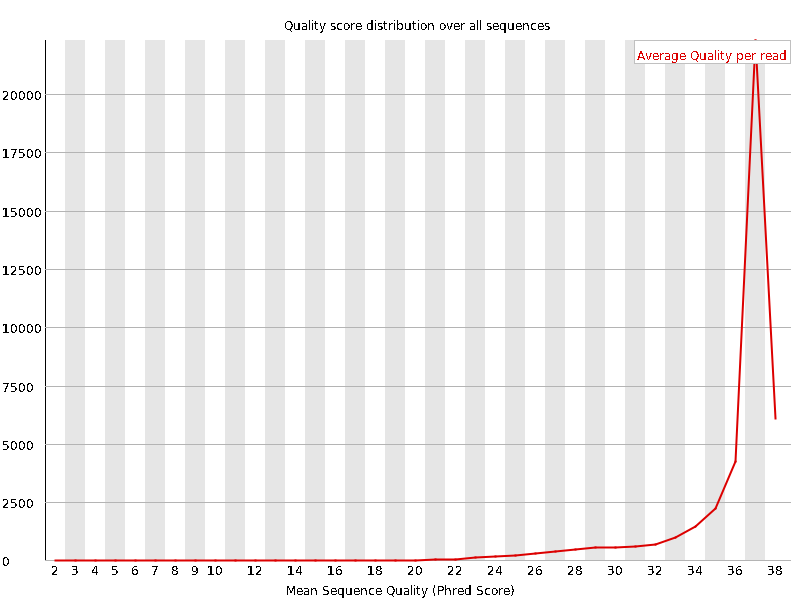 Quality score distribution over all sequences
Average Quality per read
20000
17500
15000
12500
10000
7500
5000
2500
0
2 3 4 5 6 7 8 9 10 12 14 16 18 20 22 24 26 28 30 32 34 36 38
Mean Sequence Quality (Phred Score)